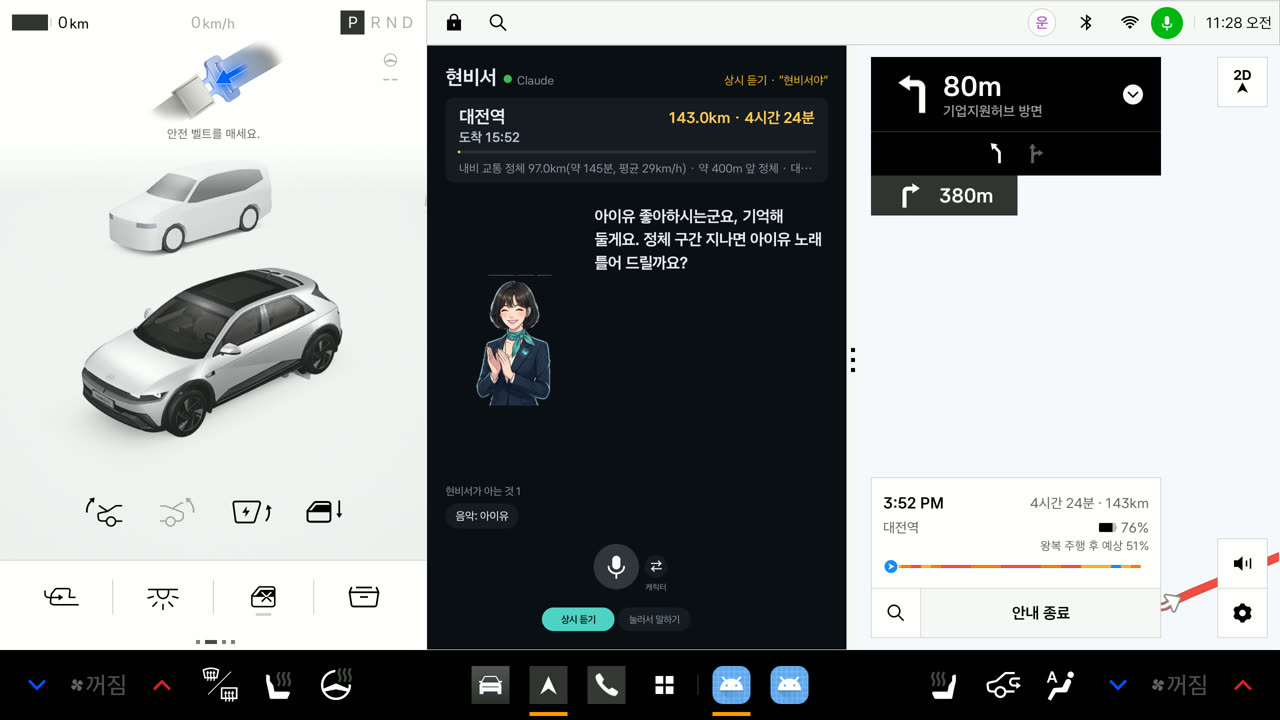 0 km
0 km/h
P R N D
안전 벨트를 매세요.
운
11:28 오전
현비서
Claude
상시 듣기 · "현비서야"
대전역
143.0km · 4시간 24분
도착 15:52
내비 교통 정체 97.0km(약 145분, 평균 29km/h) · 약 400m 앞 정체 · 대…
아이유 좋아하시는군요, 기억해
둘게요. 정체 구간 지나면 아이유 노래
틀어 드릴까요?
현비서가 아는 것 1
음악: 아이유
캐릭터
상시 듣기
눌러서 말하기
80m
기업지원허브 방면
380m
2D
3:52 PM
4시간 24분 · 143km
대전역
76%
왕복 주행 후 예상 51%
안내 종료
꺼짐
A
꺼짐